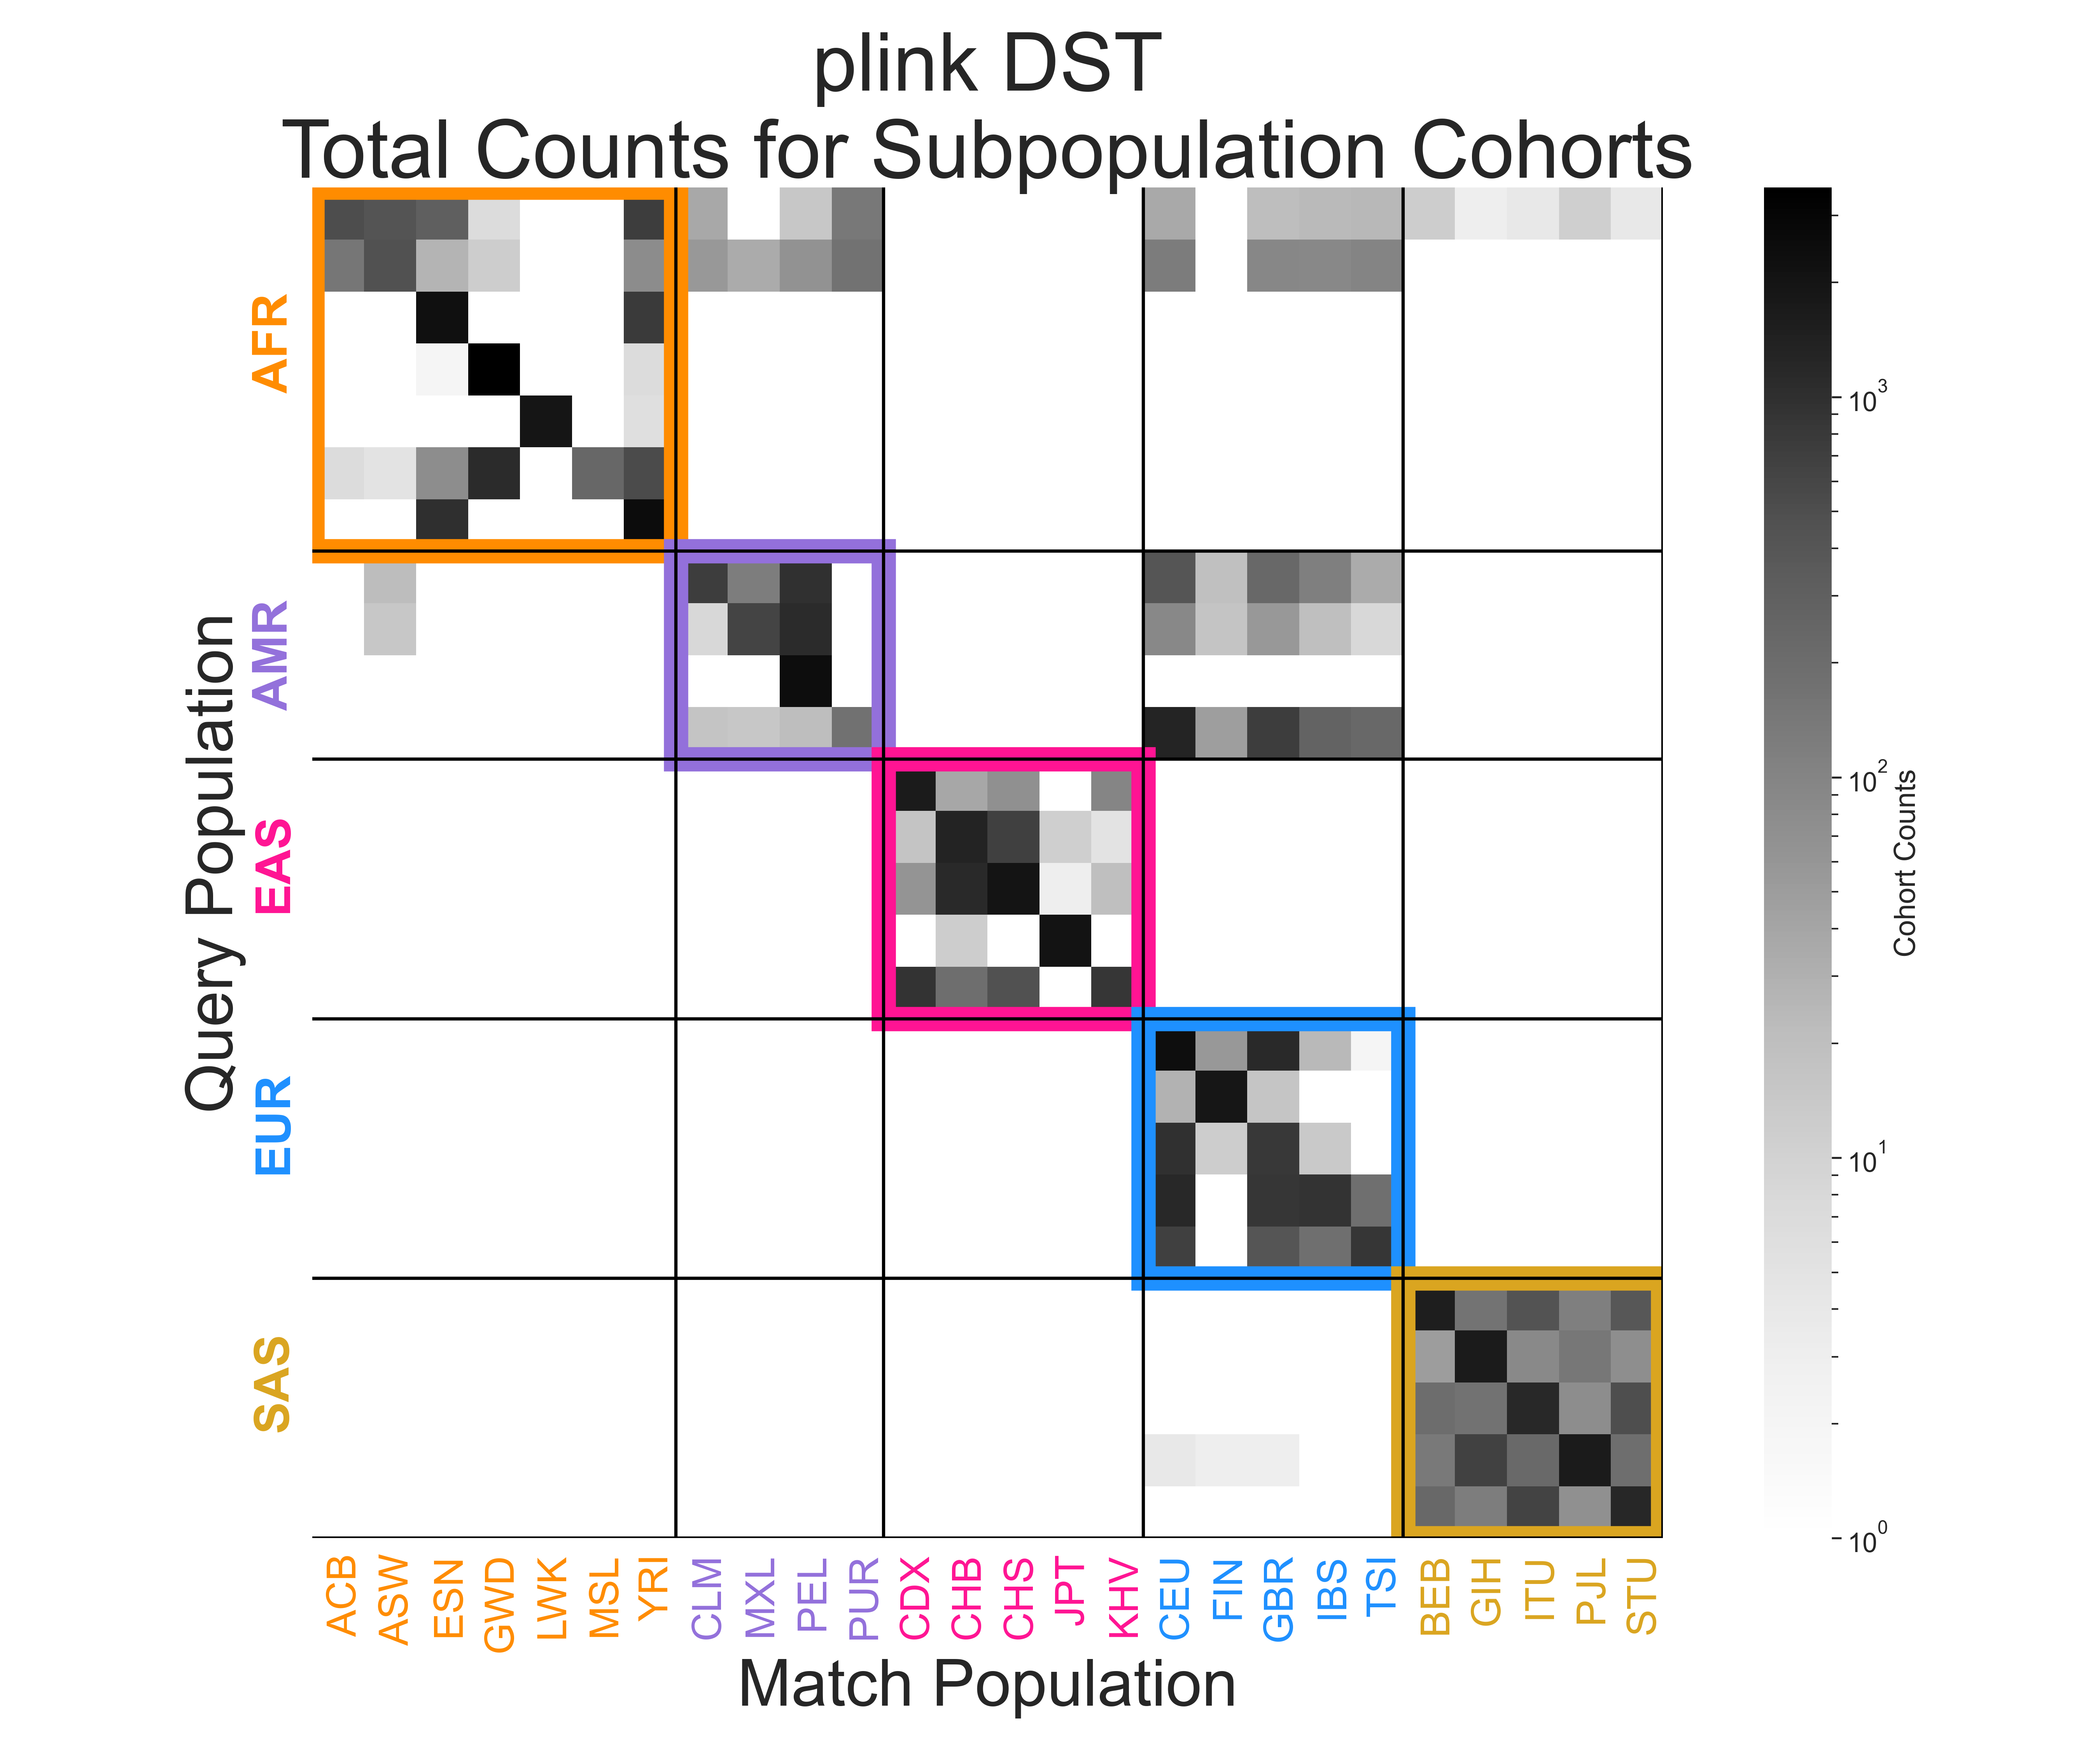 plink DST
Total Counts for Subpopulation Cohorts
Query Population
AFR
AMR
EAS
EUR
SAS
ACB
ASW
ESN
GWD
LWK
MSL
YRI
CLM
MXL
PEL
PUR
CDX
CHB
CHS
JPT
KHV
CEU
FIN
GBR
IBS
TSI
BEB
GIH
ITU
PJL
STU
Match Population
10³
10²
10¹
10⁰
Cohort Counts